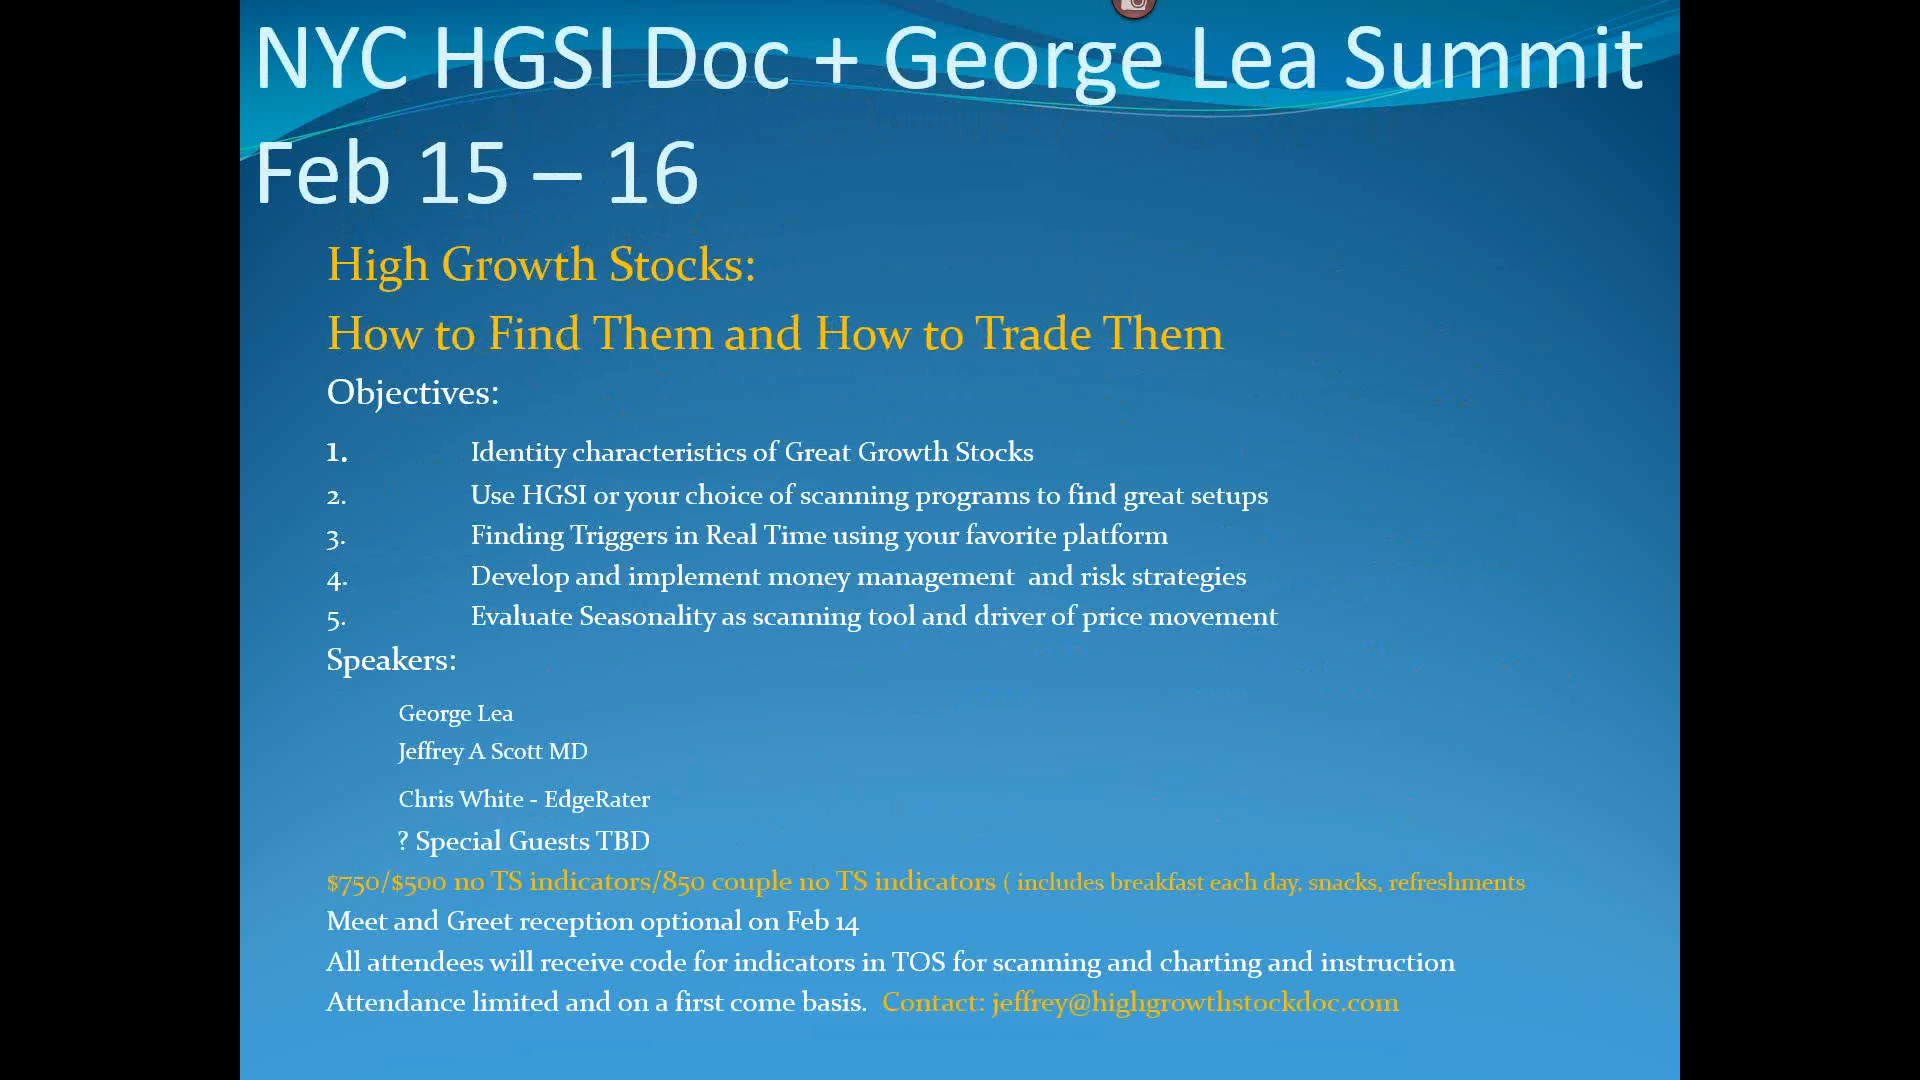 NYC HGSI Doc + George Lea Summit
Feb 15 – 16
High Growth Stocks:
How to Find Them and How to Trade Them
Objectives:
1. Identity characteristics of Great Growth Stocks
2. Use HGSI or your choice of scanning programs to find great setups
3. Finding Triggers in Real Time using your favorite platform
4. Develop and implement money management  and risk strategies
5. Evaluate Seasonality as scanning tool and driver of price movement
Speakers:
George Lea
Jeffrey A Scott MD
Chris White - EdgeRater
? Special Guests TBD
$750/$500 no TS indicators/850 couple no TS indicators ( includes breakfast each day, snacks, refreshments
Meet and Greet reception optional on Feb 14
All attendees will receive code for indicators in TOS for scanning and charting and instruction
Attendance limited and on a first come basis.  Contact: jeffrey@highgrowthstockdoc.com